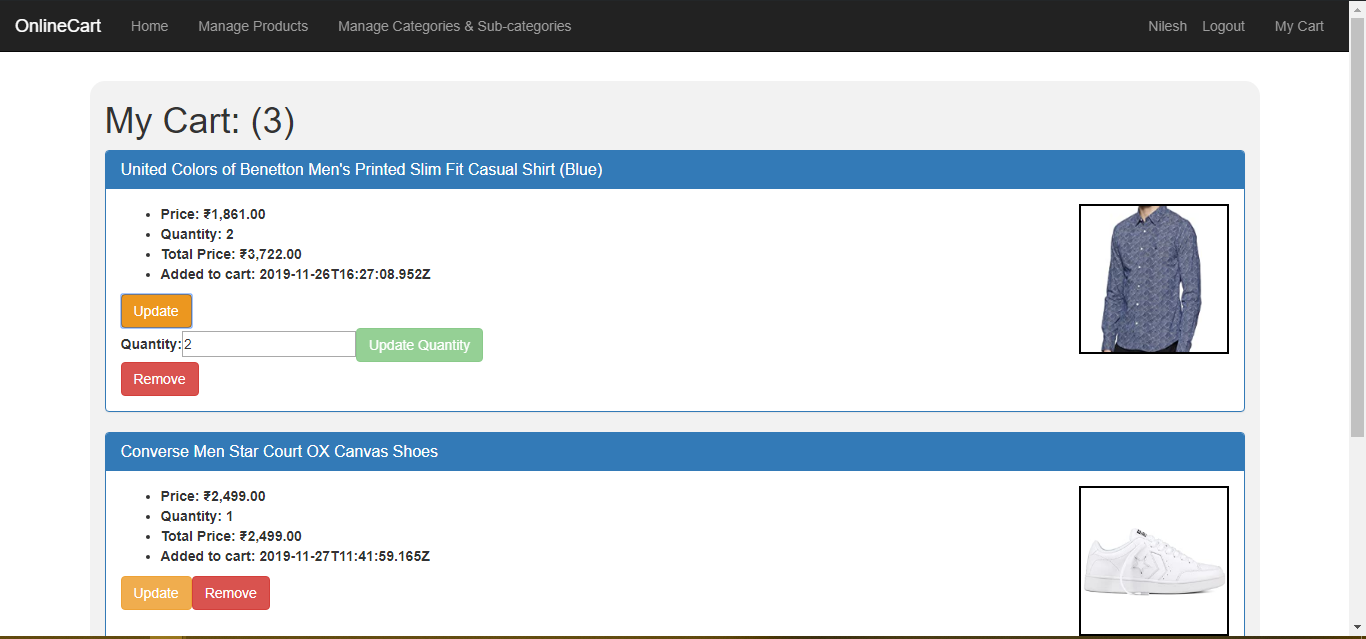 OnlineCart Home Manage Products Manage Categories & Sub-categories Nilesh Logout My Cart
My Cart: (3)
United Colors of Benetton Men's Printed Slim Fit Casual Shirt (Blue)
• Price: ₹1,861.00
• Quantity: 2
• Total Price: ₹3,722.00
• Added to cart: 2019-11-26T16:27:08.952Z
Update
Quantity: 2 Update Quantity
Remove
Converse Men Star Court OX Canvas Shoes
• Price: ₹2,499.00
• Quantity: 1
• Total Price: ₹2,499.00
• Added to cart: 2019-11-27T11:41:59.165Z
Update Remove